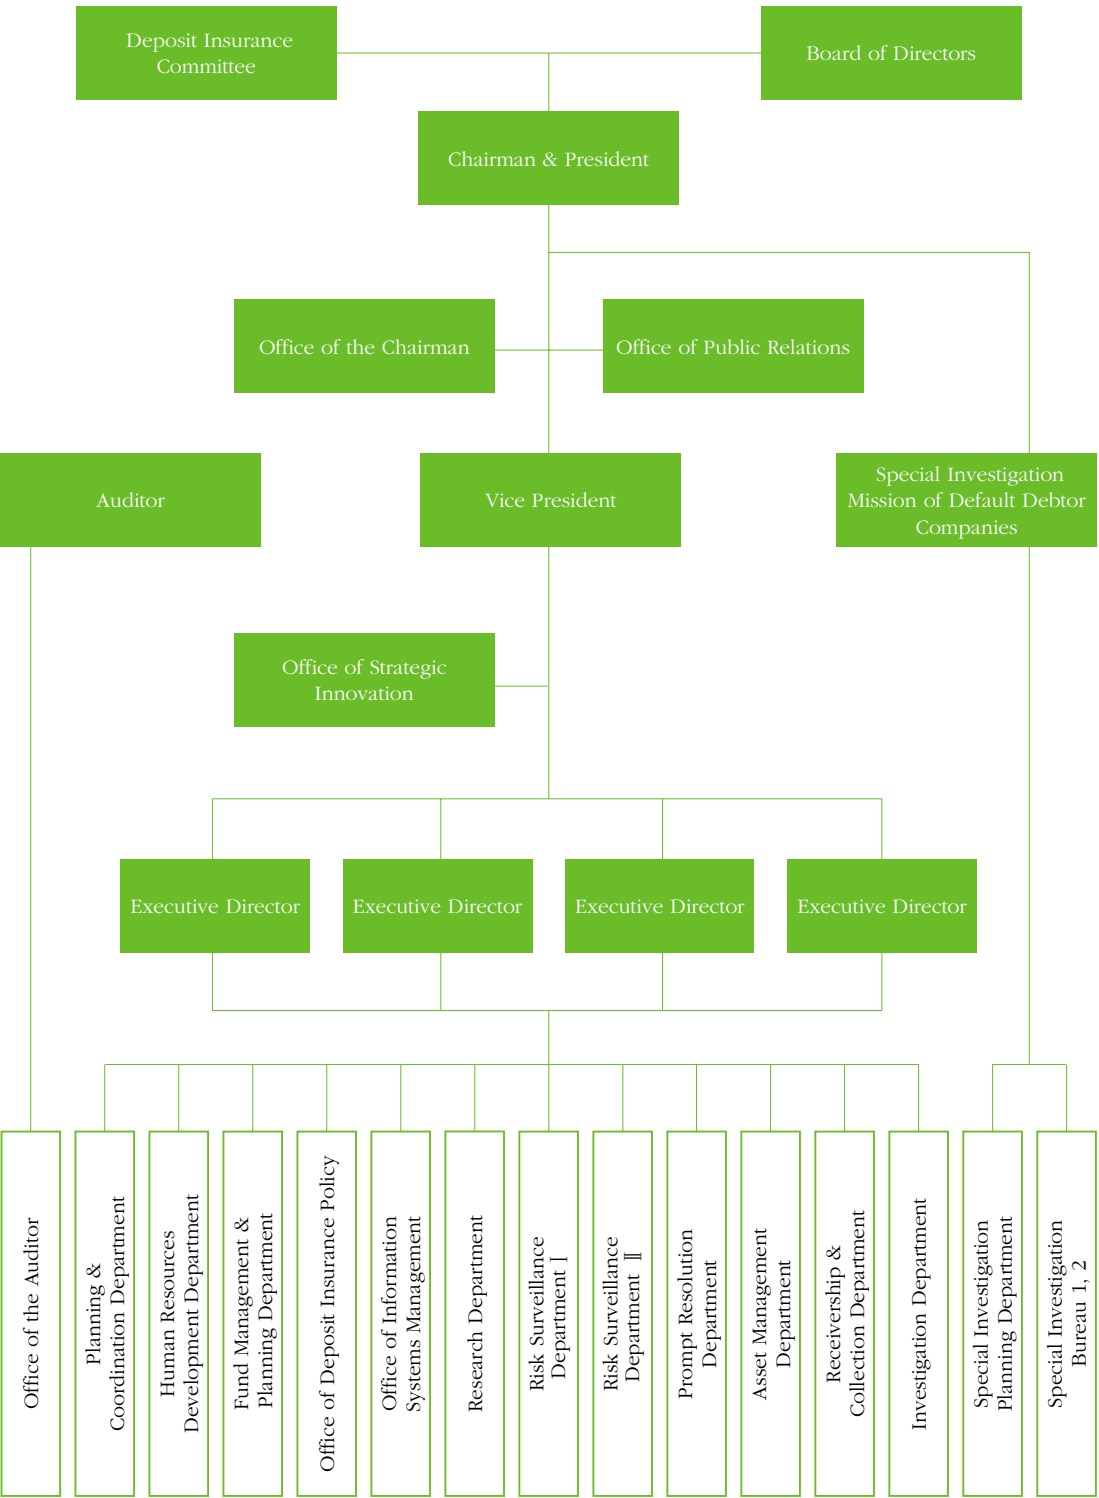 Deposit Insurance
Committee
Board of Directors
Chairman & President
Office of the Chairman
Office of Public Relations
Auditor
Vice President
Special Investigation
Mission of Default Debtor
Companies
Office of Strategic
Innovation
Executive Director
Executive Director
Executive Director
Executive Director
Office of the Auditor
Planning &
Coordination Department
Human Resources
Development Department
Fund Management &
Planning Department
Office of Deposit Insurance Policy
Office of Information
Systems Management
Research Department
Risk Surveillance
Department Ⅰ
Risk Surveillance
Department Ⅱ
Prompt Resolution
Department
Asset Management
Department
Receivership &
Collection Department
Investigation Department
Special Investigation
Planning Department
Special Investigation
Bureau 1, 2